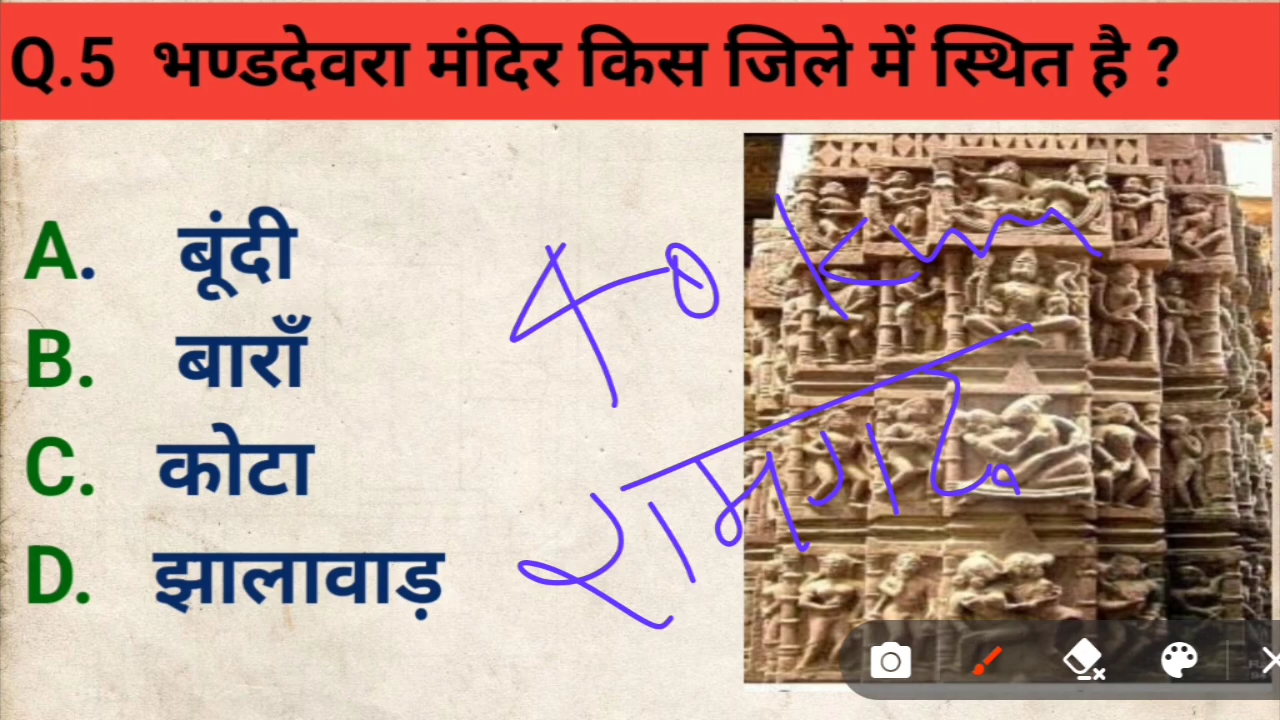 Q.5 भण्डदेवरा मंदिर किस जिले में स्थित है ?
A. बूंदी
B. बाराँ
C. कोटा
D. झालावाड़
40 km
रामगढ़